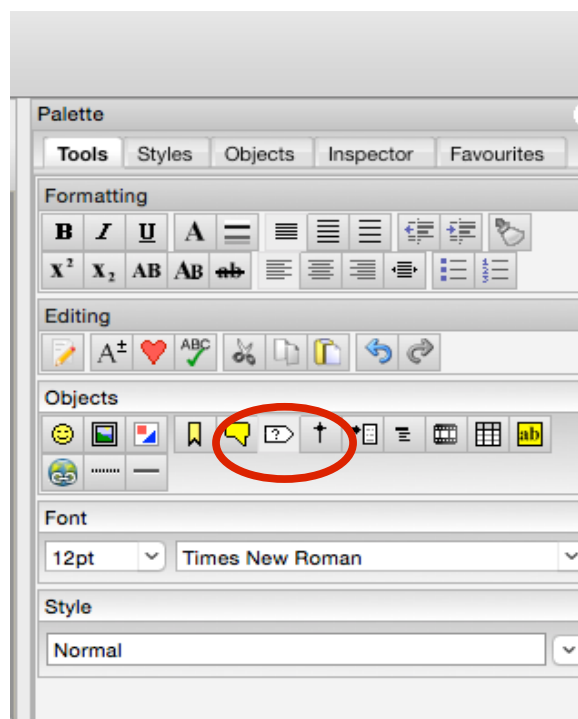 Palette
Tools Styles Objects Inspector Favourites
Formatting
B I U A
X² X₂ AB AB ab
Editing
A± ABC
Objects
? ab
Font
12pt Times New Roman
Style
Normal